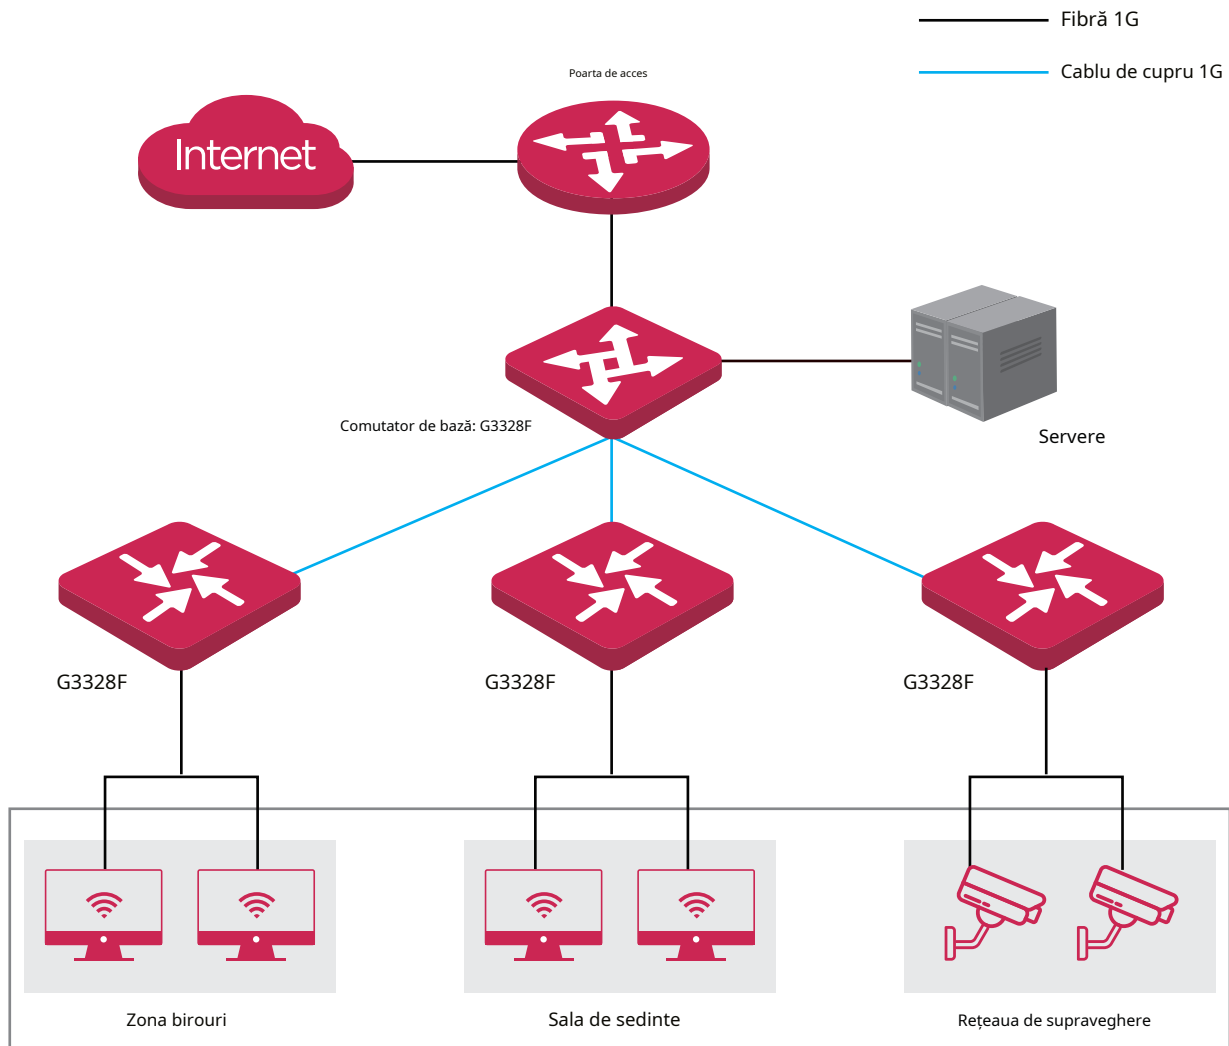 Fibră 1G
Cablu de cupru 1G
Poarta de acces
Internet
Comutator de bază: G3328F
Servere
G3328F
G3328F
G3328F
Zona birouri
Sala de sedinte
Rețeaua de supraveghere